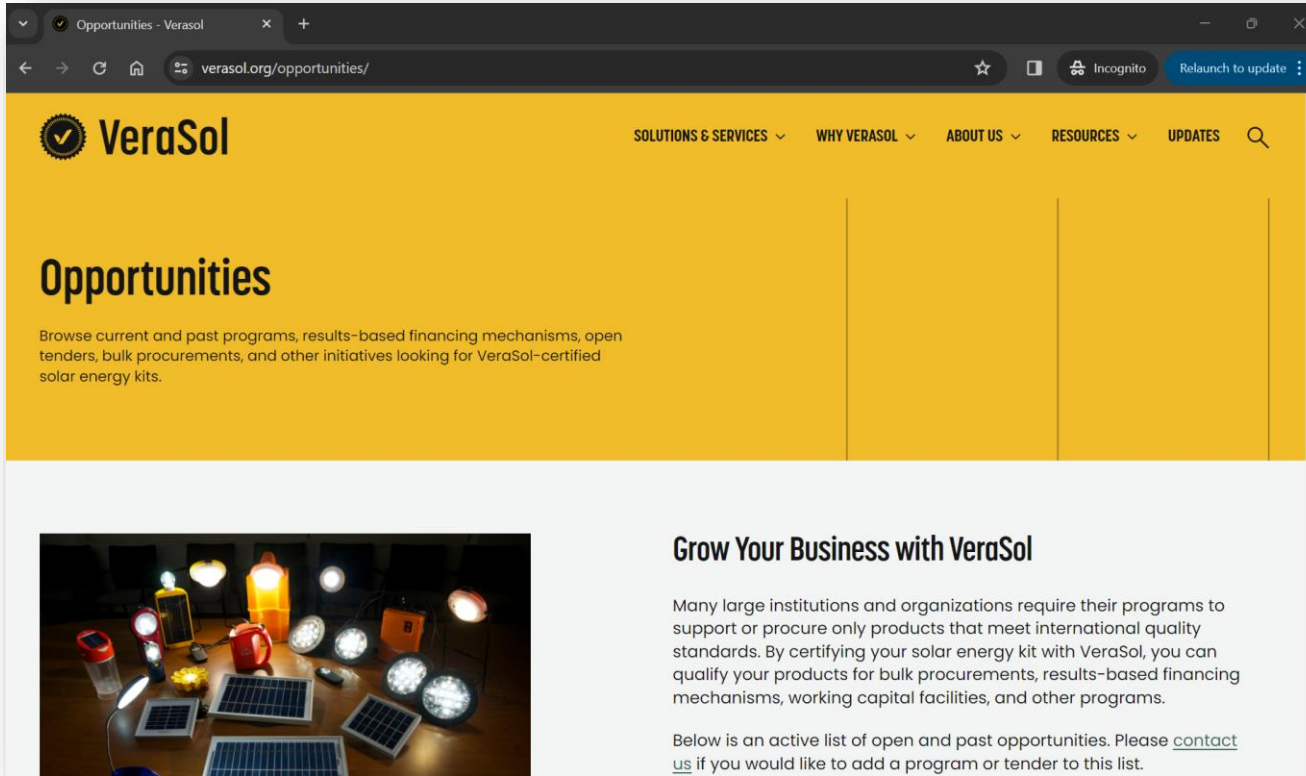 Opportunities - Verasol
verasol.org/opportunities/
Incognito
Relaunch to update
VeraSol
SOLUTIONS & SERVICES
WHY VERASOL
ABOUT US
RESOURCES
UPDATES
Opportunities
Browse current and past programs, results-based financing mechanisms, open
tenders, bulk procurements, and other initiatives looking for VeraSol-certified
solar energy kits.
Grow Your Business with VeraSol
Many large institutions and organizations require their programs to
support or procure only products that meet international quality
standards. By certifying your solar energy kit with VeraSol, you can
qualify your products for bulk procurements, results-based financing
mechanisms, working capital facilities, and other programs.
Below is an active list of open and past opportunities. Please contact
us if you would like to add a program or tender to this list.